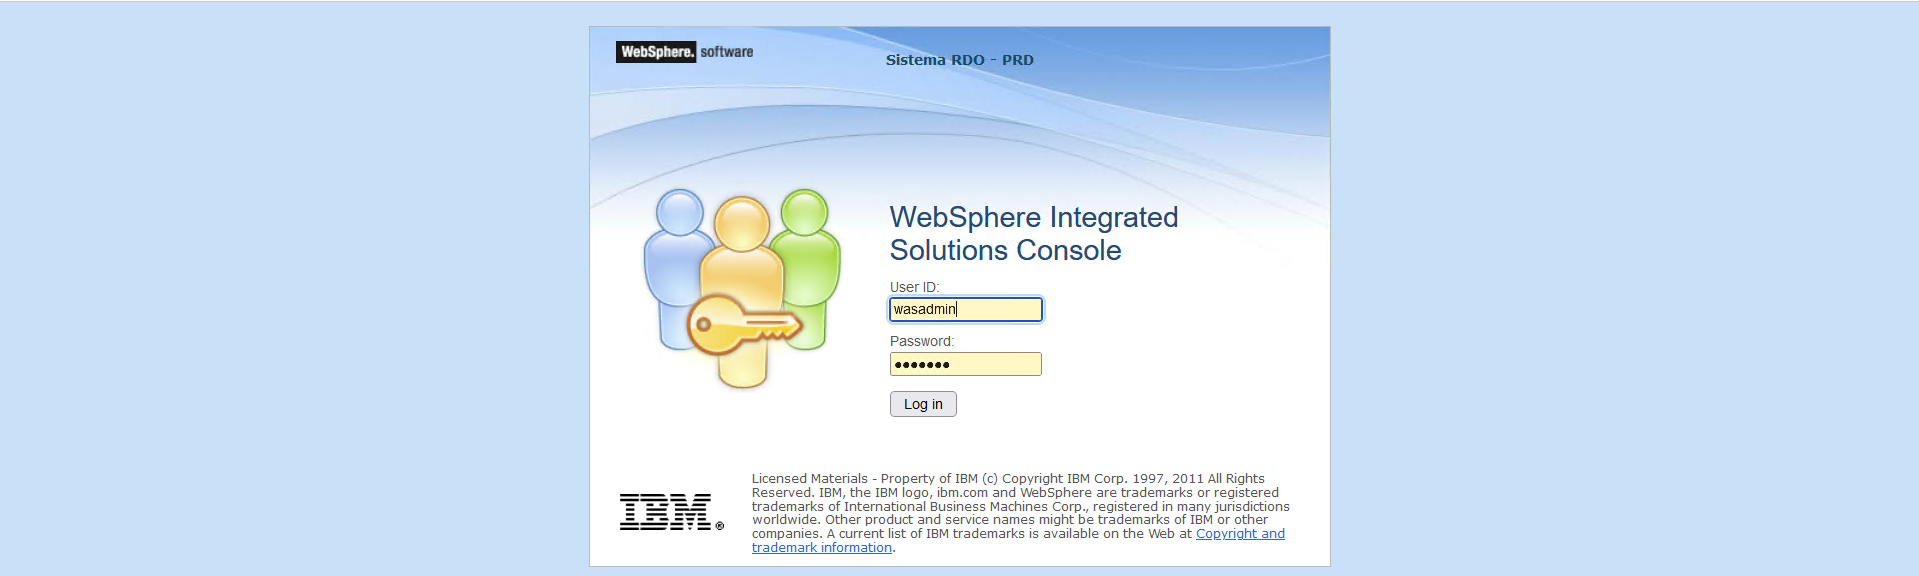 WebSphere. software
Sistema RDO - PRD
WebSphere Integrated
Solutions Console
User ID:
wasadmin
Password:
•••••••
Log in
Licensed Materials - Property of IBM (c) Copyright IBM Corp. 1997, 2011 All Rights
Reserved. IBM, the IBM logo, ibm.com and WebSphere are trademarks or registered
trademarks of International Business Machines Corp., registered in many jurisdictions
worldwide. Other product and service names might be trademarks of IBM or other
companies. A current list of IBM trademarks is available on the Web at Copyright and
trademark information.
IBM®